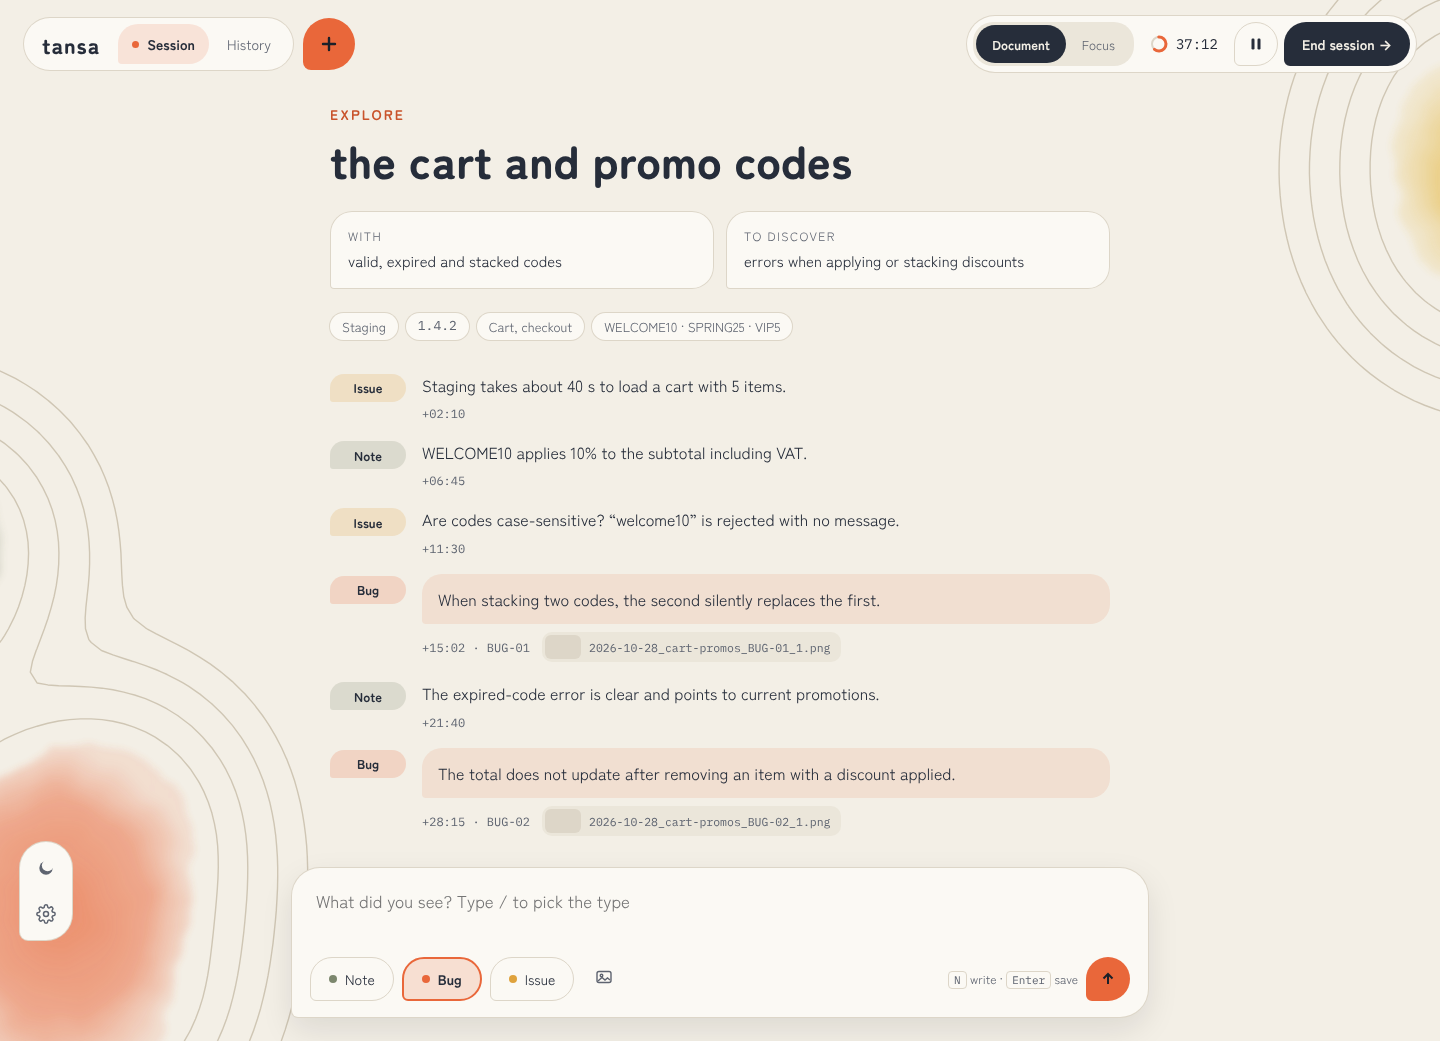 tansa
Session
History
Document
Focus
37:12
End session →
EXPLORE
the cart and promo codes
WITH
valid, expired and stacked codes
TO DISCOVER
errors when applying or stacking discounts
Staging
1.4.2
Cart, checkout
WELCOME10 · SPRING25 · VIP5
Issue
Staging takes about 40 s to load a cart with 5 items.
+02:10
Note
WELCOME10 applies 10% to the subtotal including VAT.
+06:45
Issue
Are codes case-sensitive? “welcome10” is rejected with no message.
+11:30
Bug
When stacking two codes, the second silently replaces the first.
+15:02 · BUG-01
2026-10-28_cart-promos_BUG-01_1.png
Note
The expired-code error is clear and points to current promotions.
+21:40
Bug
The total does not update after removing an item with a discount applied.
+28:15 · BUG-02
2026-10-28_cart-promos_BUG-02_1.png
What did you see? Type / to pick the type
Note
Bug
Issue
N write · Enter save